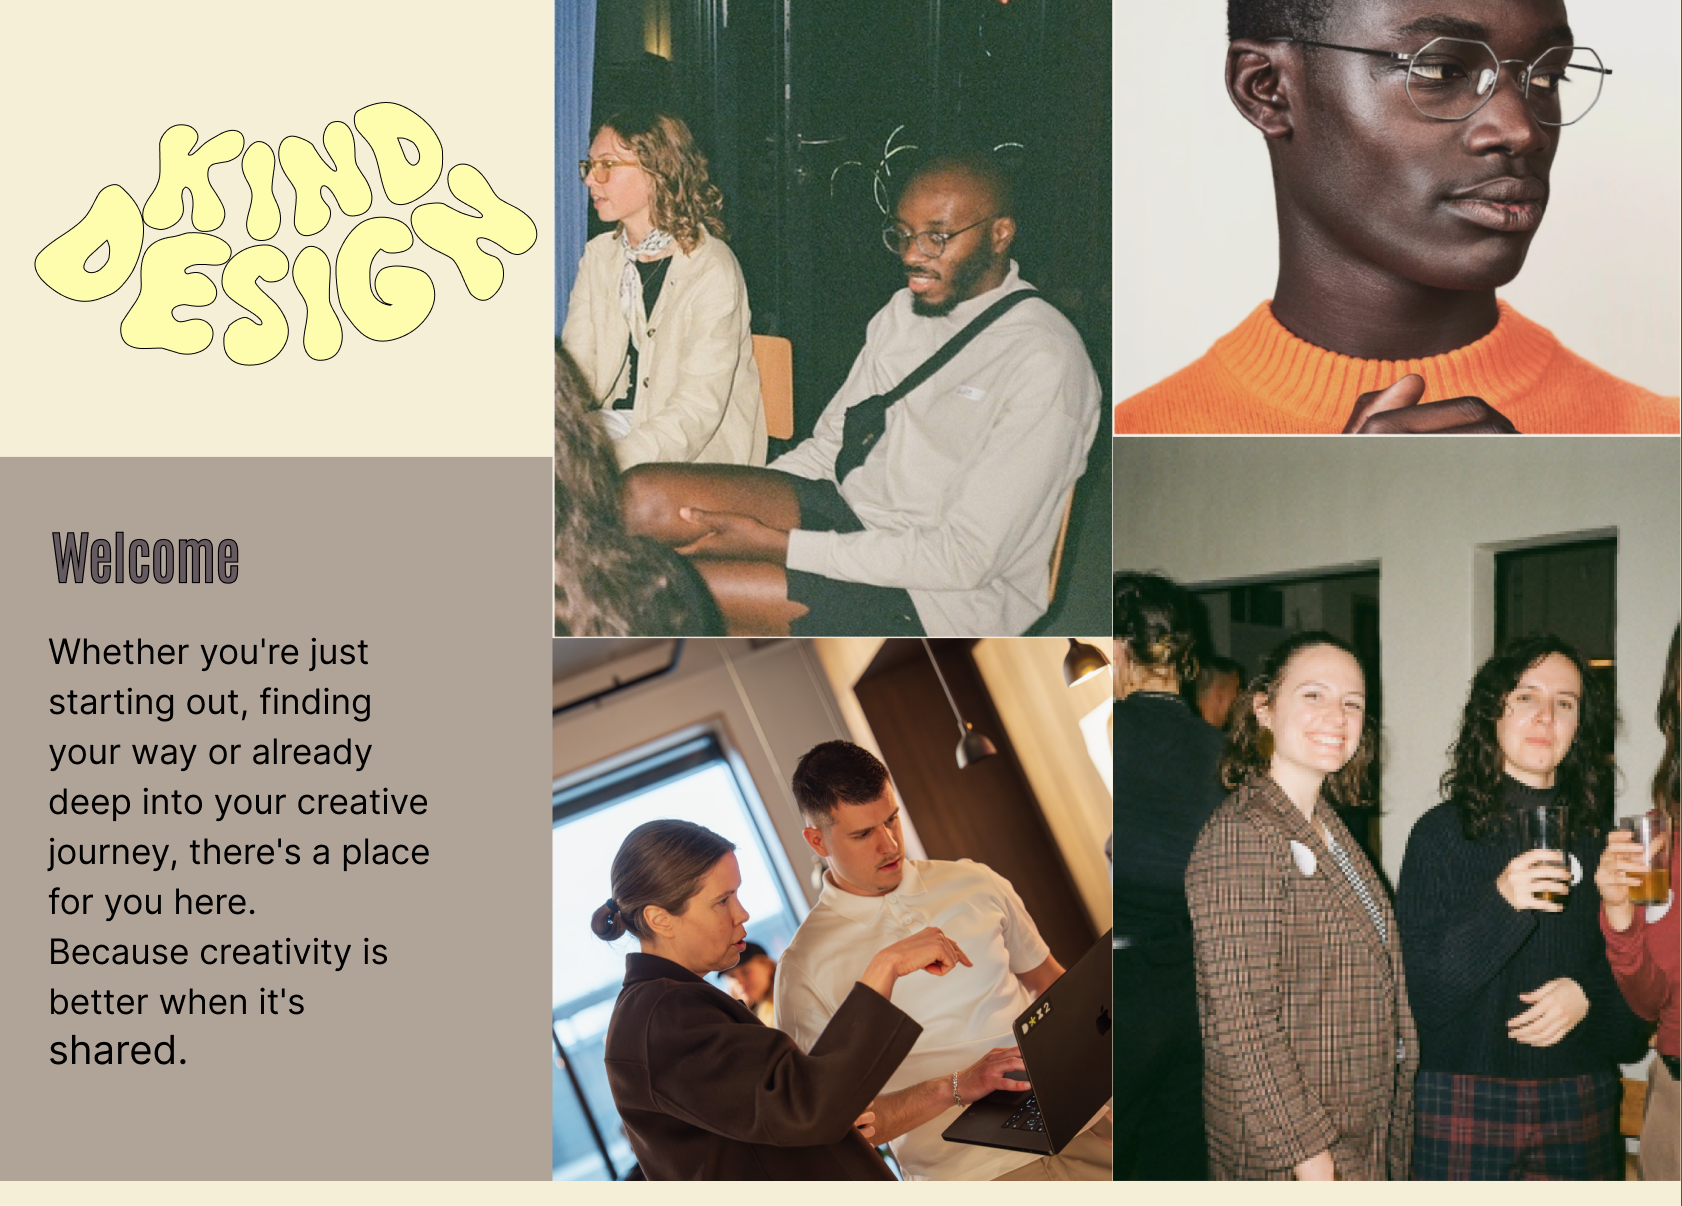 KIND
DESIGN
Welcome
Whether you're just
starting out, finding
your way or already
deep into your creative
journey, there's a place
for you here.
Because creativity is
better when it's
shared.